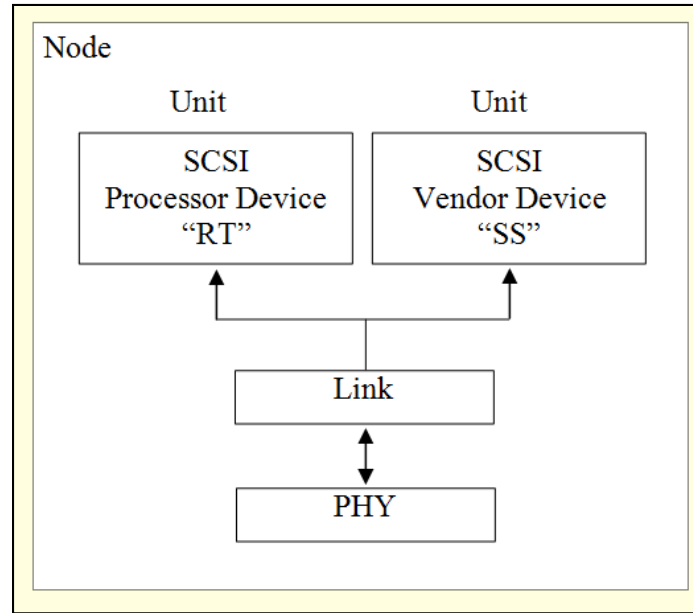 Node
Unit
Unit
SCSI
Processor Device
“RT”
SCSI
Vendor Device
“SS”
Link
PHY